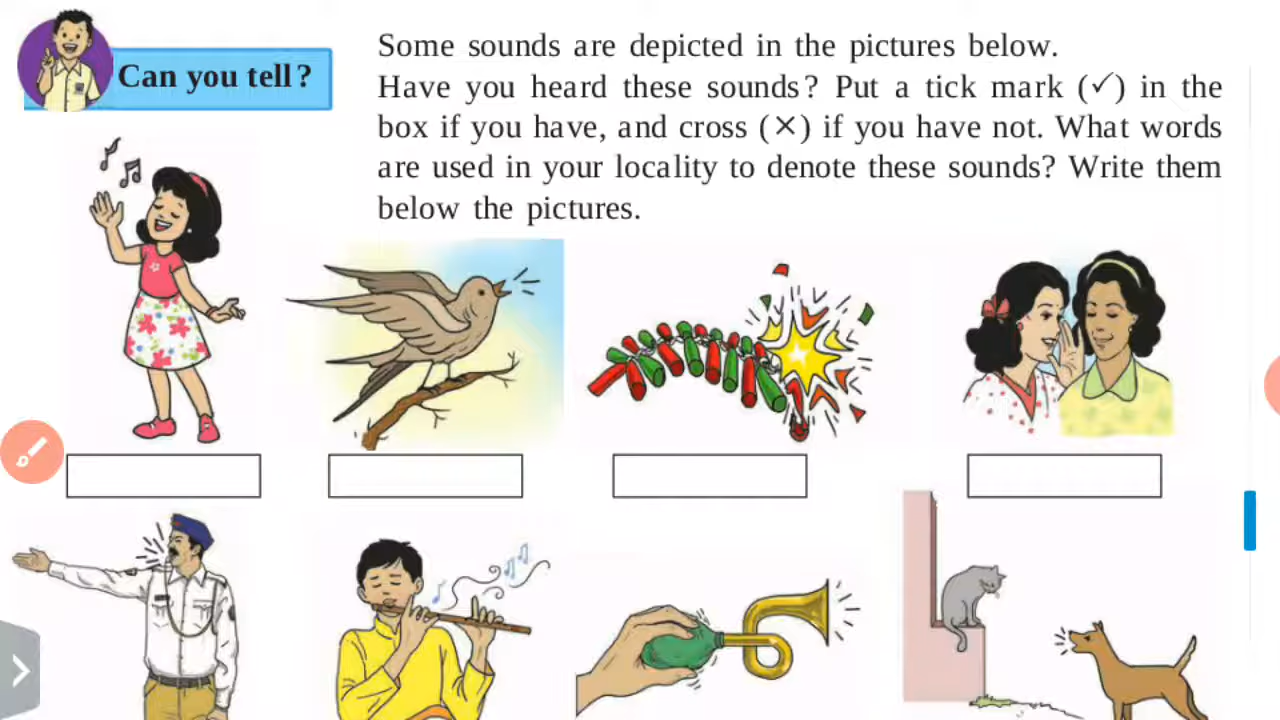 Can you tell?
Some sounds are depicted in the pictures below.
Have you heard these sounds? Put a tick mark (✓) in the
box if you have, and cross (✕) if you have not. What words
are used in your locality to denote these sounds? Write them
below the pictures.